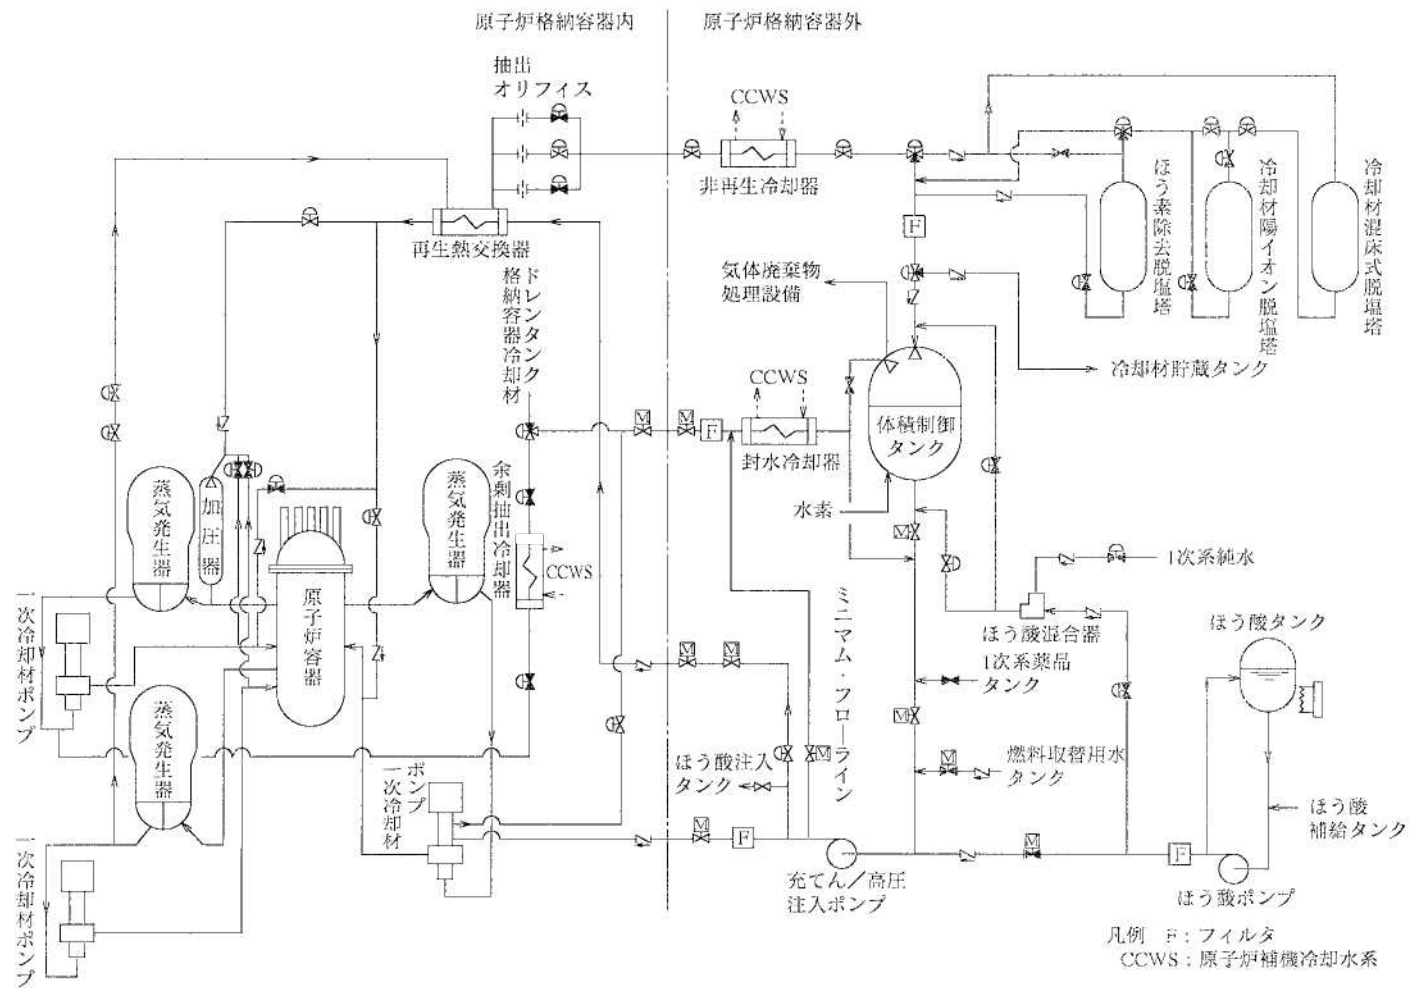 原子炉格納容器内
原子炉格納容器外
抽出
オリフィス
CCWS
非再生冷却器
再生熱交換器
ほう素除去脱塩塔
冷却材陽イオン脱塩塔
冷却材混床式脱塩塔
F
気体廃棄物
処理設備
格納容器冷却材
ドレンタンク
冷却材貯蔵タンク
CCWS
M
M
F
封水冷却器
体積制御
タンク
水素
M
蒸気発生器
加圧器
蒸気発生器
余剰抽出冷却器
CCWS
原子炉容器
一次冷却材ポンプ
1次系純水
ほう酸混合器
ほう酸タンク
M
M
ミニマム・フローライン
1次系薬品
タンク
M
蒸気発生器
ほう酸注入
タンク
M
M
燃料取替用水
タンク
ほう酸
補給タンク
一次冷却材
ポンプ
M
F
M
F
充てん/高圧
注入ポンプ
ほう酸ポンプ
一次冷却材ポンプ
凡例 F:フィルタ
CCWS:原子炉補機冷却水系